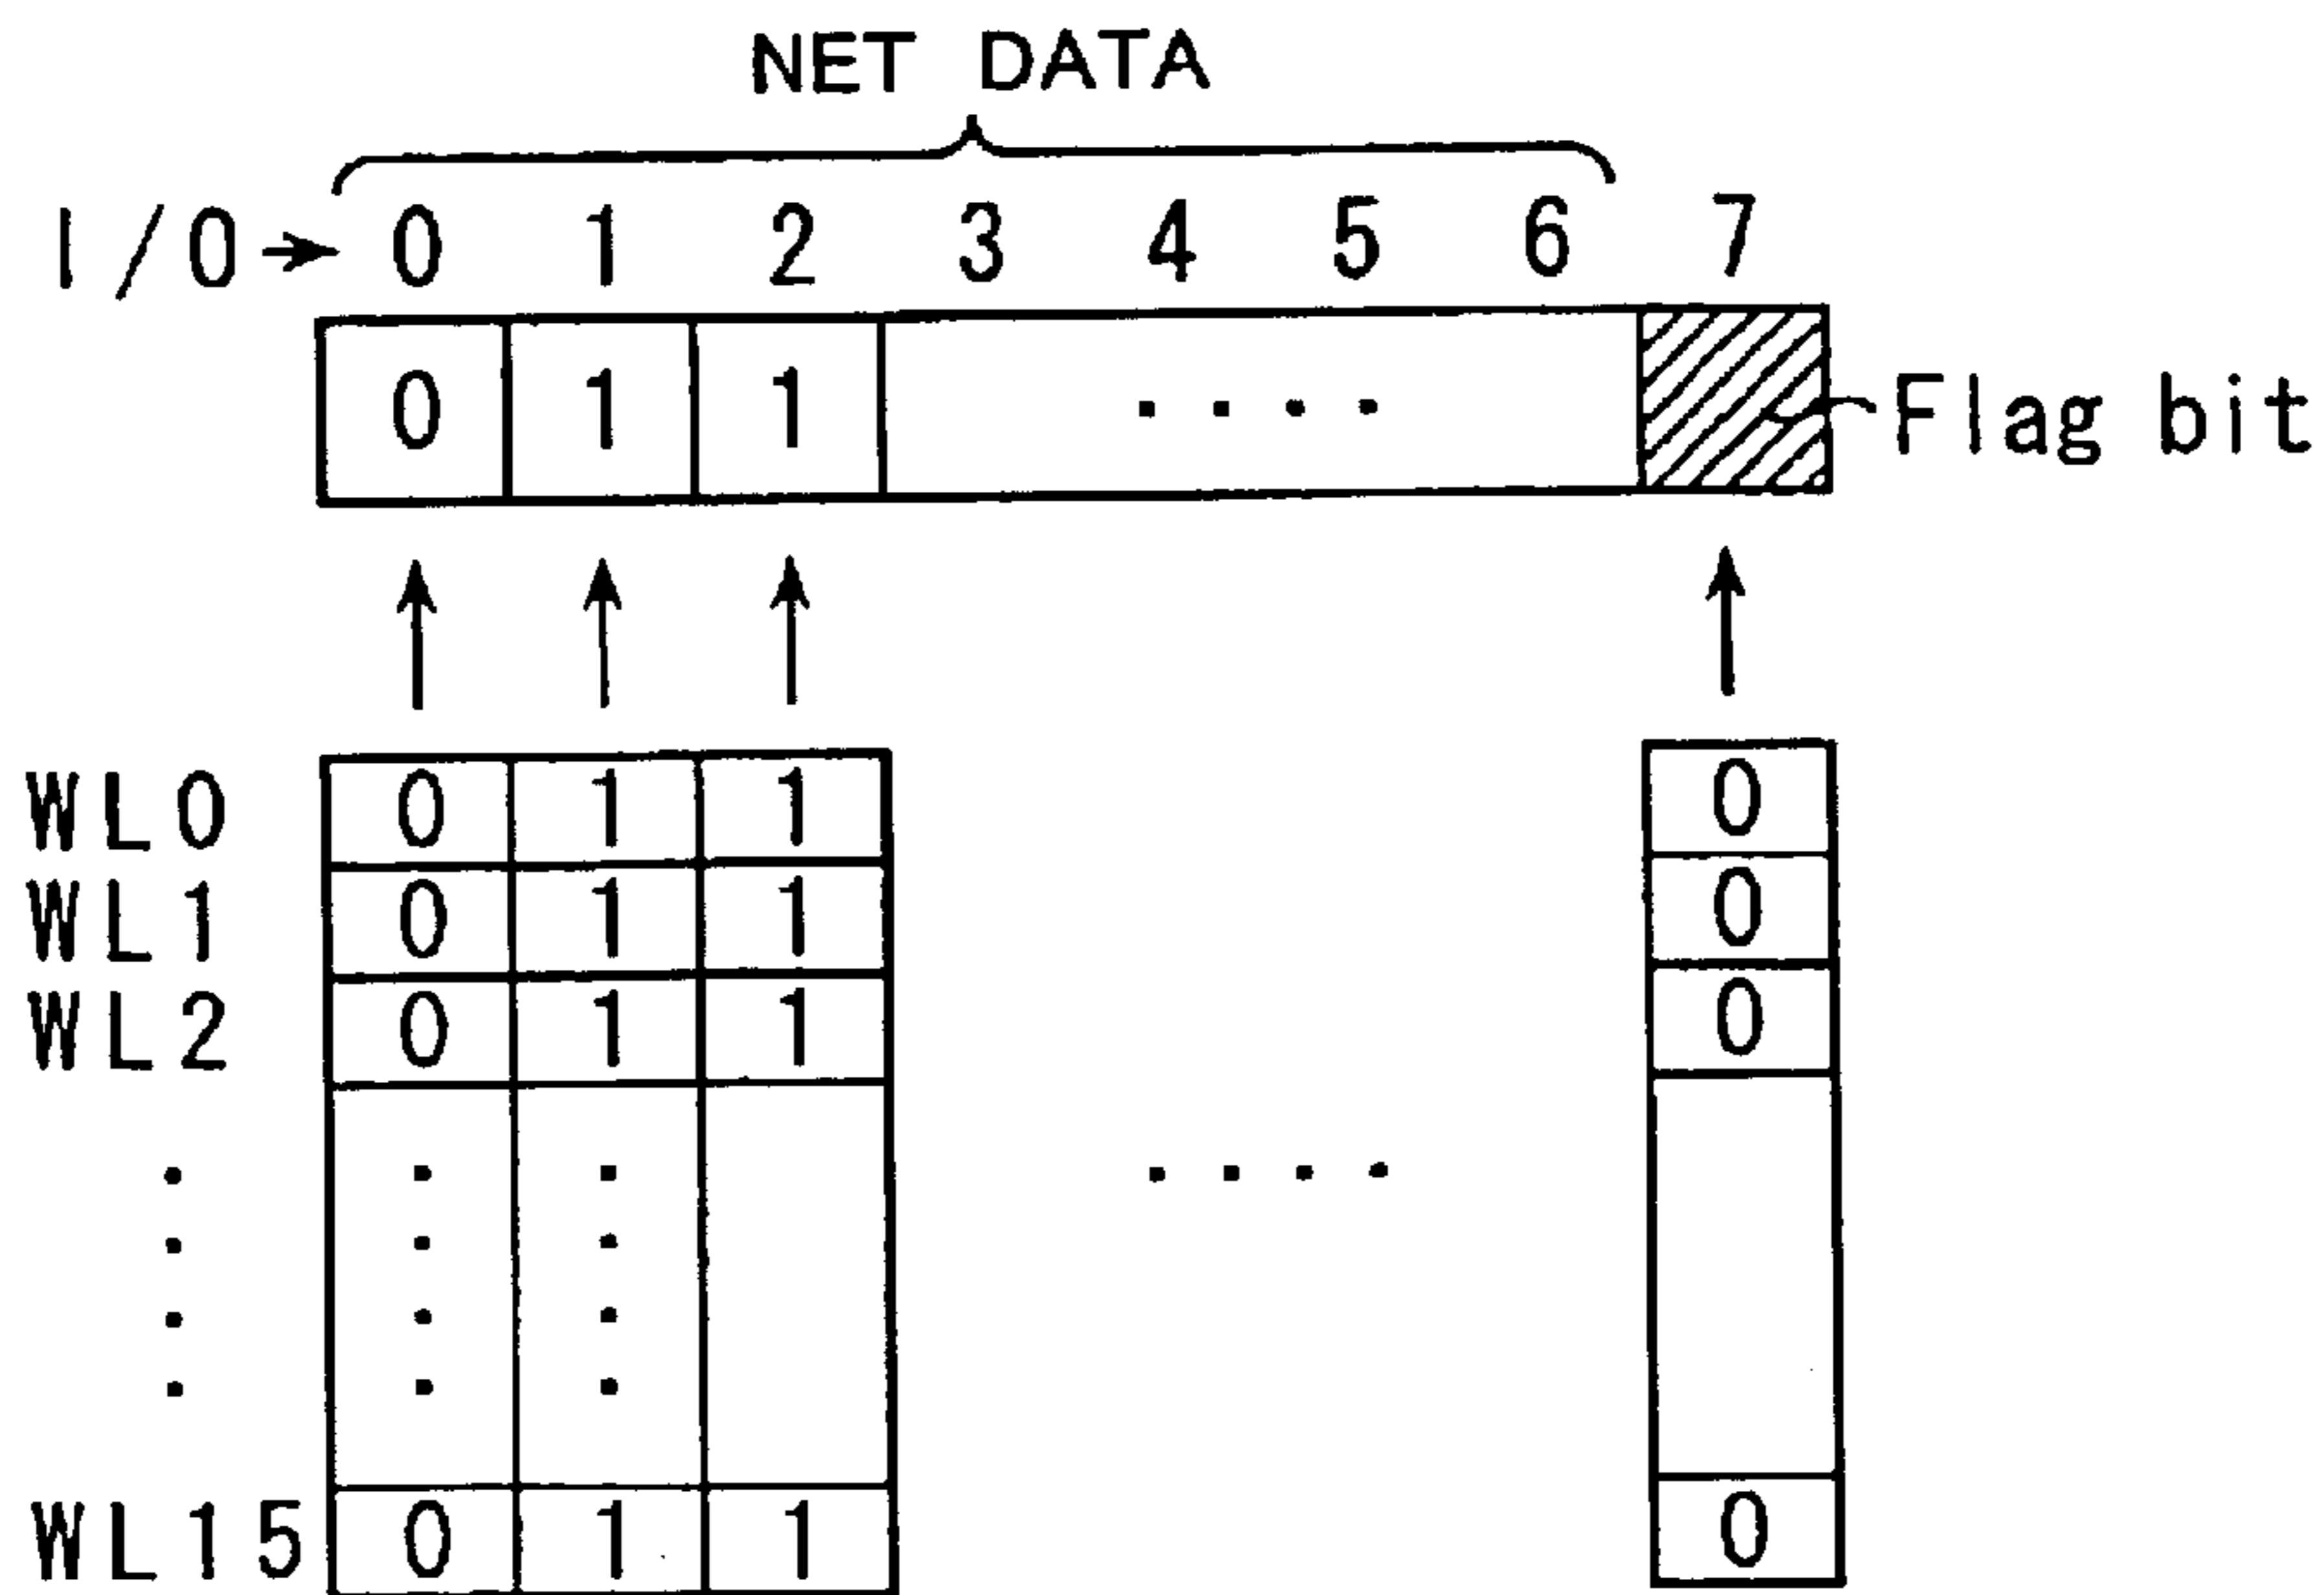 NET DATA
I/O → 0 1 2 3 4 5 6 7
0 1 1 . . . . Flag bit
WL0 0 1 1 0
WL1 0 1 1 0
WL2 0 1 1 0
WL15 0 1 1 0